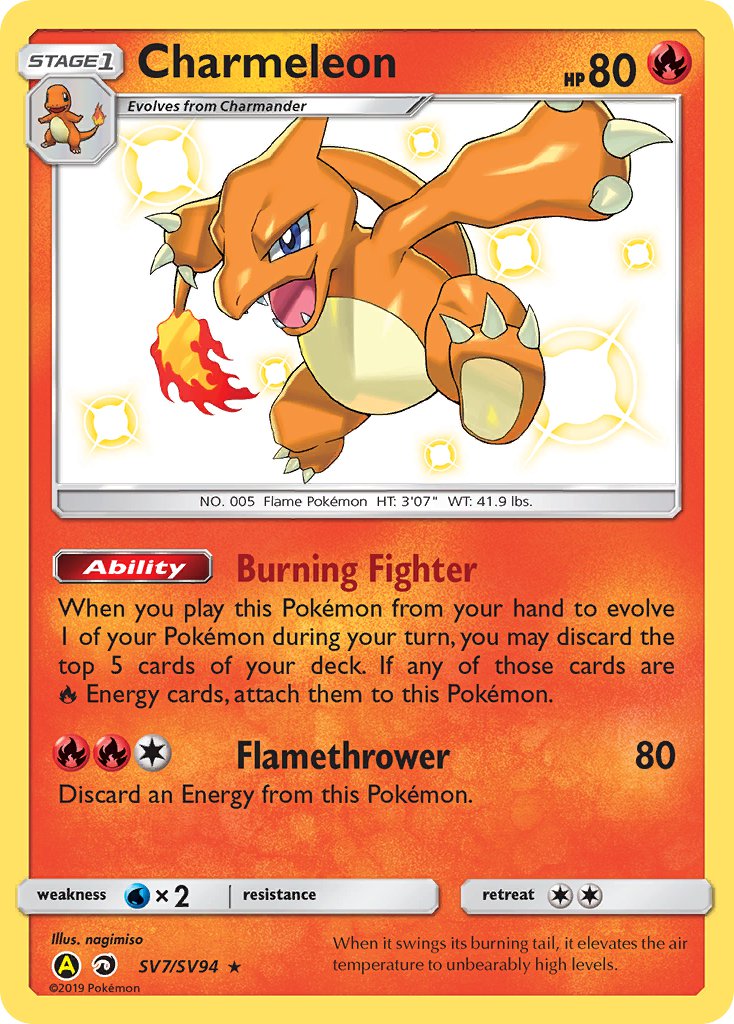 STAGE1
Charmeleon
HP 80
Evolves from Charmander
NO. 005 Flame Pokémon HT: 3'07" WT: 41.9 lbs.
Ability Burning Fighter
When you play this Pokémon from your hand to evolve
1 of your Pokémon during your turn, you may discard the
top 5 cards of your deck. If any of those cards are
Energy cards, attach them to this Pokémon.
Flamethrower 80
Discard an Energy from this Pokémon.
weakness ×2 resistance retreat
Illus. nagimiso
A SV7/SV94 ★
©2019 Pokémon
When it swings its burning tail, it elevates the air
temperature to unbearably high levels.